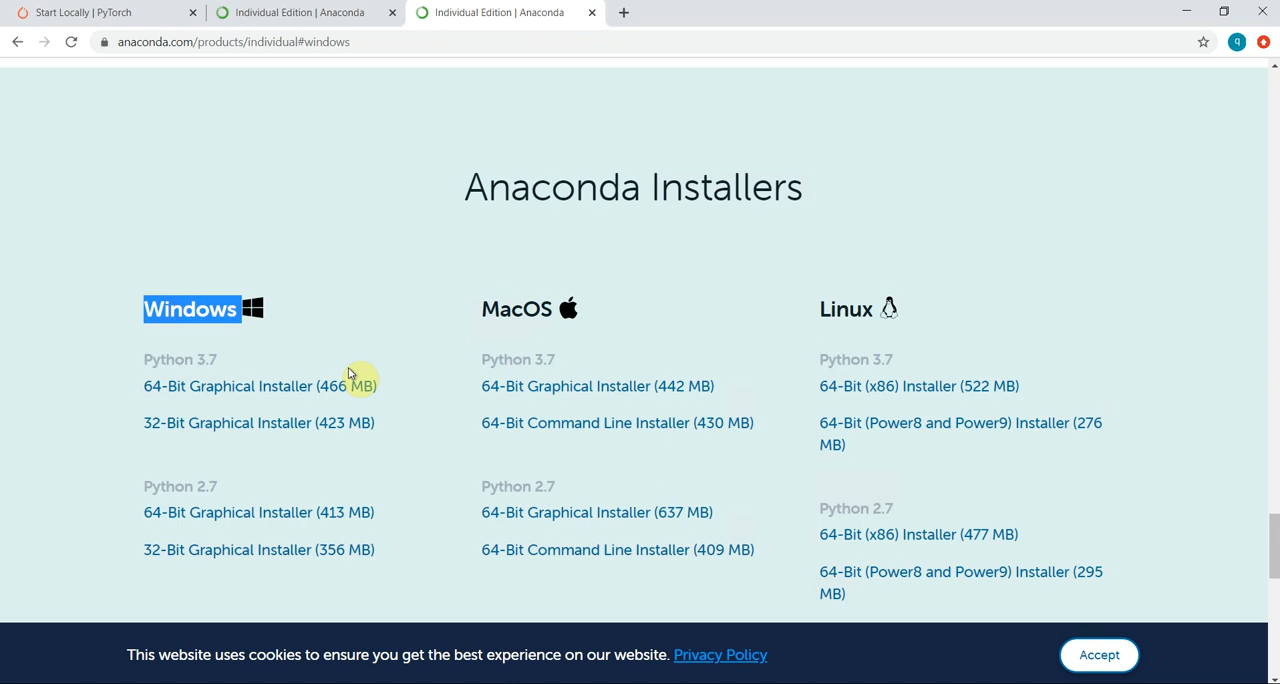 Start Locally | PyTorch
Individual Edition | Anaconda
Individual Edition | Anaconda
anaconda.com/products/individual#windows
q
Anaconda Installers
Windows
Python 3.7
64-Bit Graphical Installer (466 MB)
32-Bit Graphical Installer (423 MB)
Python 2.7
64-Bit Graphical Installer (413 MB)
32-Bit Graphical Installer (356 MB)
MacOS
Python 3.7
64-Bit Graphical Installer (442 MB)
64-Bit Command Line Installer (430 MB)
Python 2.7
64-Bit Graphical Installer (637 MB)
64-Bit Command Line Installer (409 MB)
Linux
Python 3.7
64-Bit (x86) Installer (522 MB)
64-Bit (Power8 and Power9) Installer (276
MB)
Python 2.7
64-Bit (x86) Installer (477 MB)
64-Bit (Power8 and Power9) Installer (295
MB)
This website uses cookies to ensure you get the best experience on our website. Privacy Policy
Accept